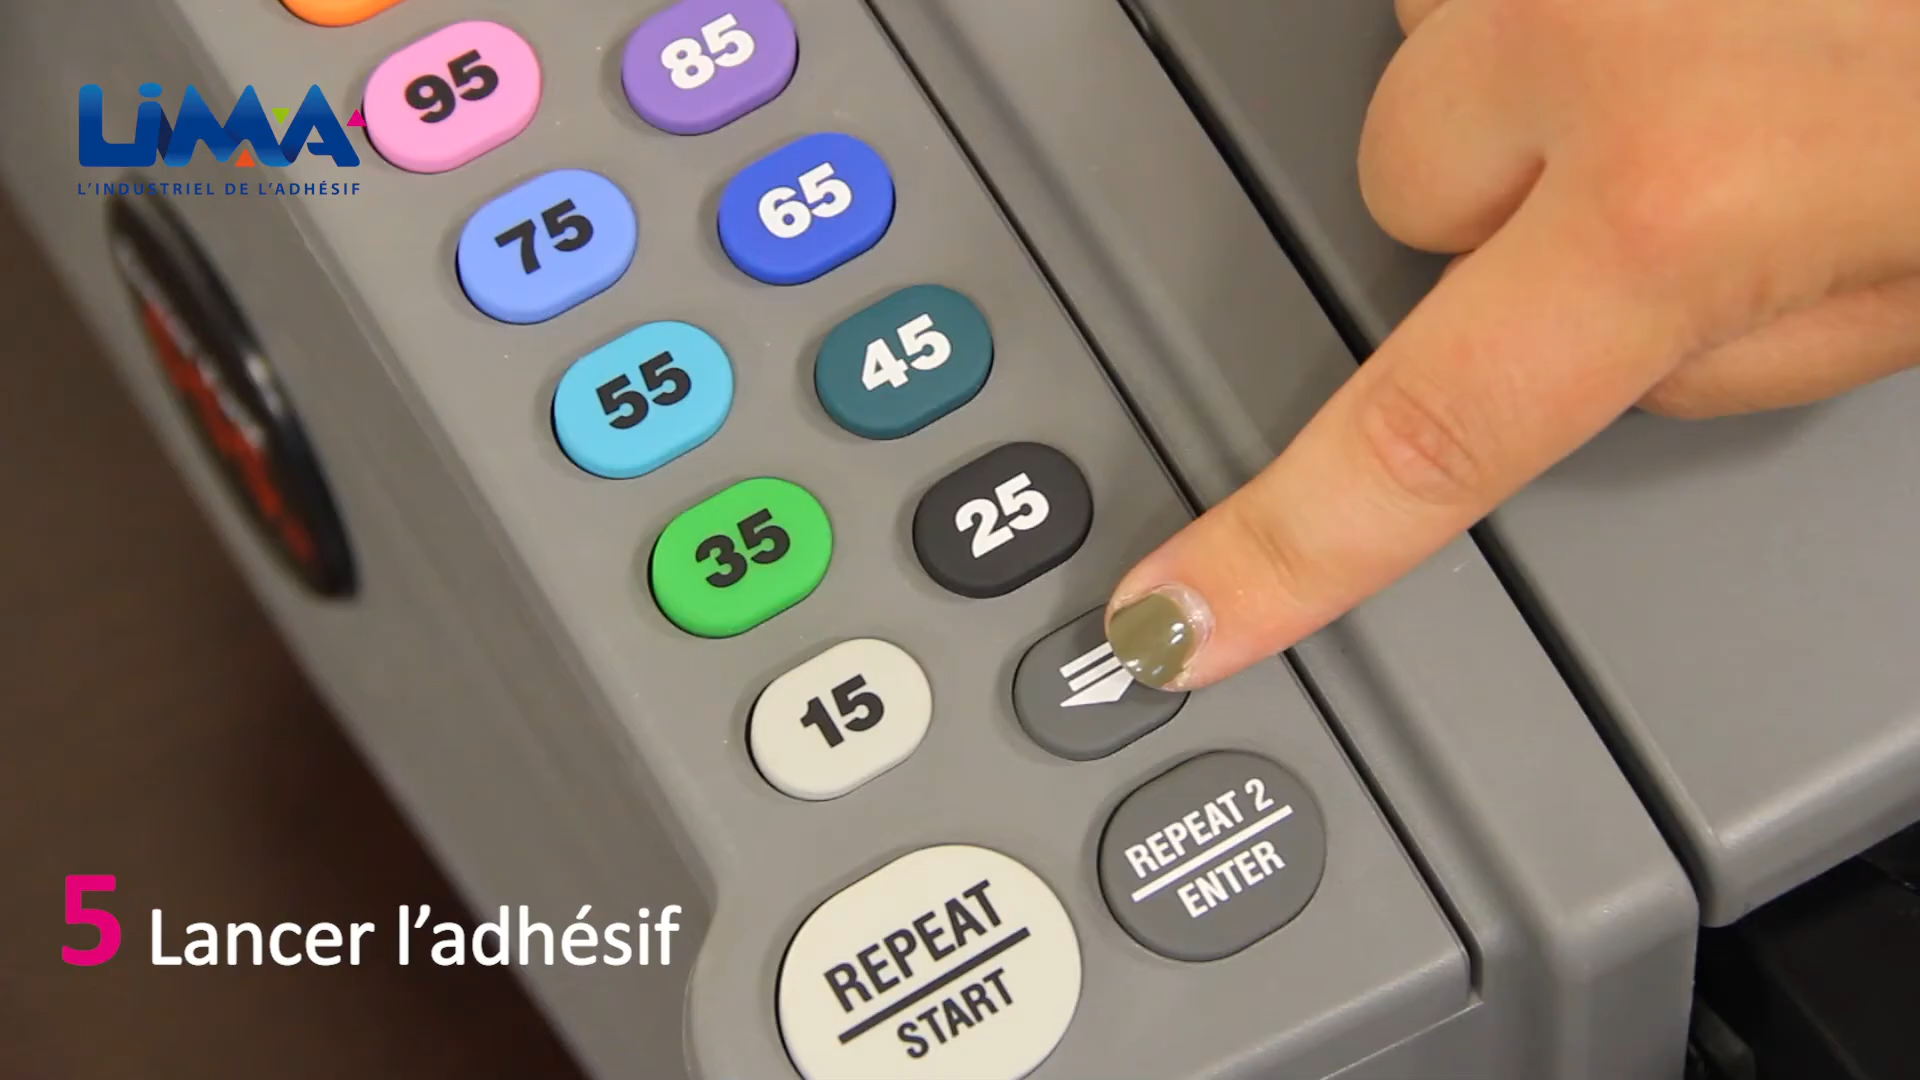 LiMA
L'INDUSTRIEL DE L'ADHÉSIF
95
85
75
65
55
45
35
25
15
REPEAT 2
ENTER
REPEAT
START
5 Lancer l'adhésif